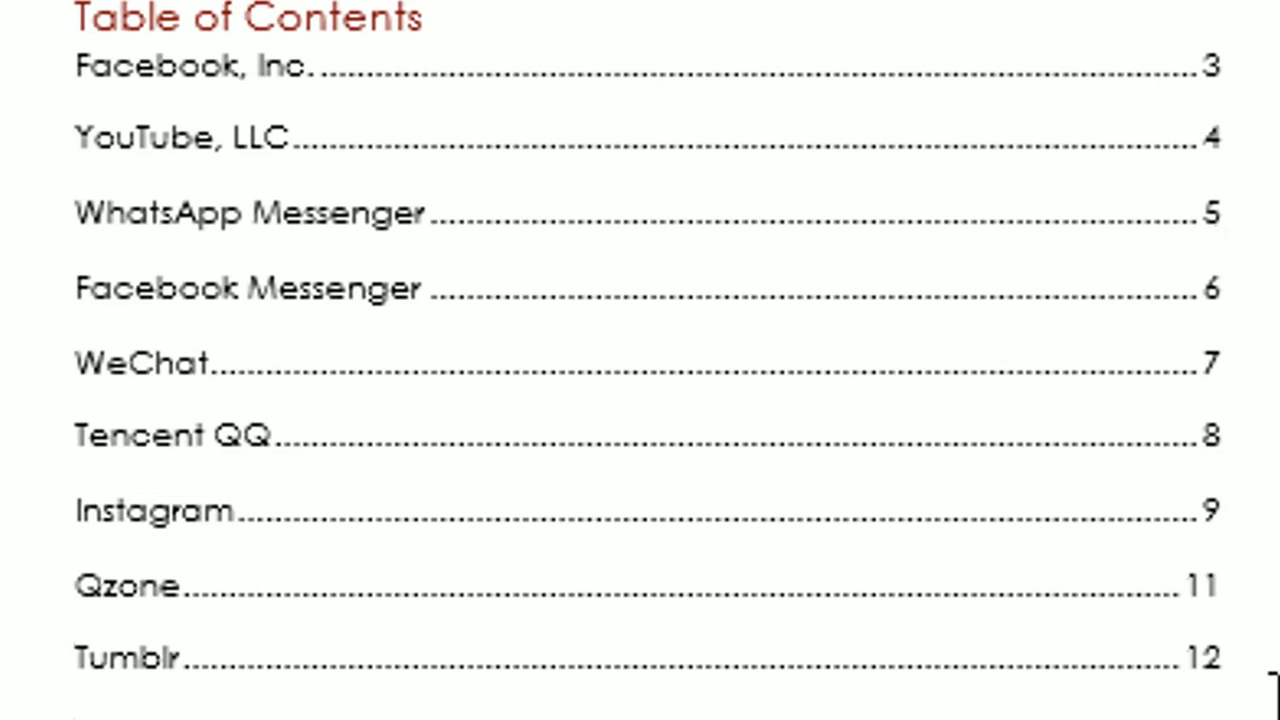 Table of Contents
Facebook, Inc. ........................................................................................................ 3
YouTube, LLC ........................................................................................................ 4
WhatsApp Messenger ........................................................................................ 5
Facebook Messenger ........................................................................................ 6
WeChat ................................................................................................................ 7
Tencent QQ ........................................................................................................ 8
Instagram ............................................................................................................ 9
Qzone ................................................................................................................ 11
Tumblr ................................................................................................................ 12